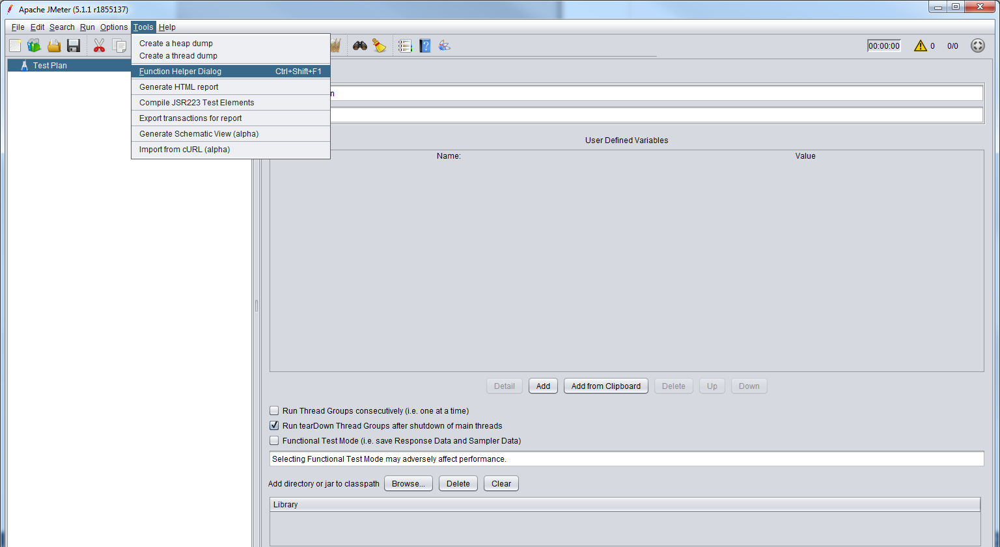 Apache JMeter (5.1.1 r1855137)
File Edit Search Run Options Tools Help
00:00:00 0 0/0
Test Plan
Create a heap dump
Create a thread dump
Function Helper Dialog Ctrl+Shift+F1
Generate HTML report
Compile JSR223 Test Elements
Export transactions for report
Generate Schematic View (alpha)
Import from cURL (alpha)
n
User Defined Variables
Name: Value
Detail Add Add from Clipboard Delete Up Down
Run Thread Groups consecutively (i.e. one at a time)
Run tearDown Thread Groups after shutdown of main threads
Functional Test Mode (i.e. save Response Data and Sampler Data)
Selecting Functional Test Mode may adversely affect performance.
Add directory or jar to classpath Browse... Delete Clear
Library